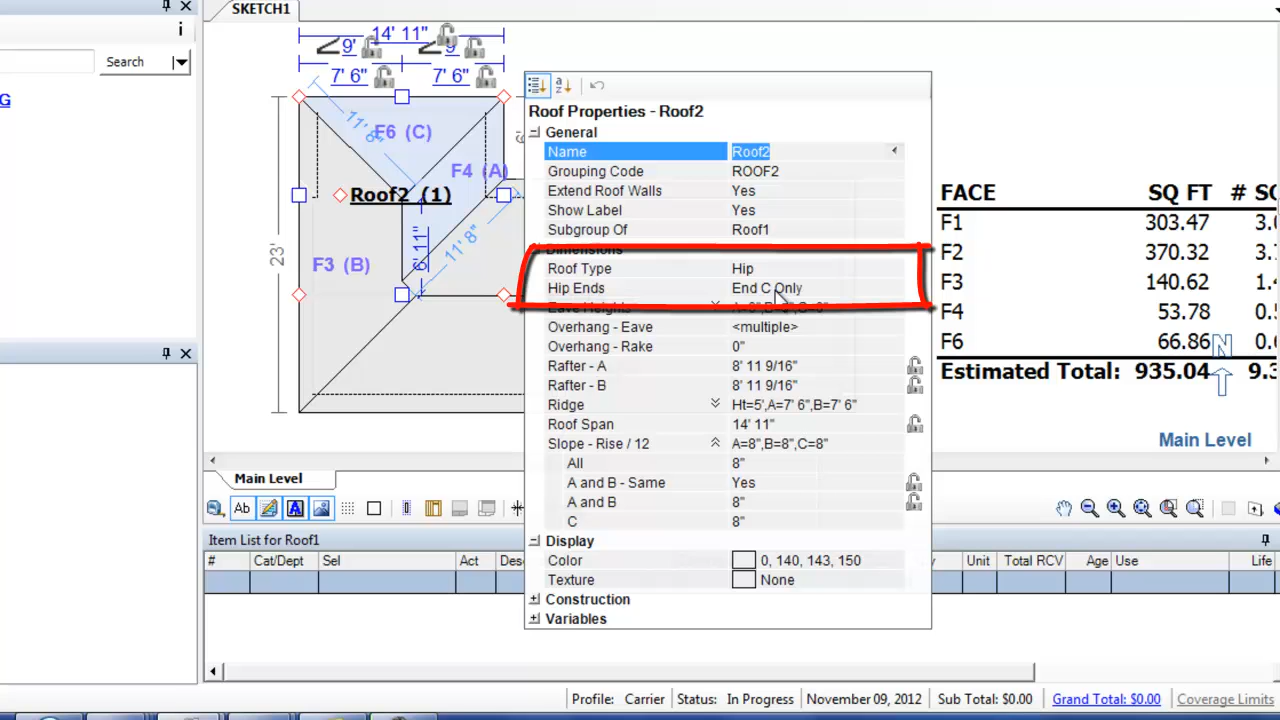 SKETCH1
i
Search
G
14' 11"
9' 9
7' 6" 7' 6"
11' 8"
F6 (C)
F4 (A)
Roof2 (1)
6' 11"
11' 8"
23'
F3 (B)
Roof Properties - Roof2
General
Name Roof2
Grouping Code ROOF2
Extend Roof Walls Yes
Show Label Yes
Subgroup Of Roof1
Dimensions
Roof Type Hip
Hip Ends End C Only
Eave Heights
Overhang - Eave <multiple>
Overhang - Rake 0"
Rafter - A 8' 11 9/16"
Rafter - B 8' 11 9/16"
Ridge Ht=5',A=7' 6",B=7' 6"
Roof Span 14' 11"
Slope - Rise / 12 A=8",B=8",C=8"
All 8"
A and B - Same Yes
A and B 8"
C 8"
Display
Color 0, 140, 143, 150
Texture None
Construction
Variables
FACE SQ FT #
F1 303.47
F2 370.32
F3 140.62
F4 53.78
F6 66.86
Estimated Total: 935.04
N
Main Level
Main Level
Ab A
Item List for Roof1
# Cat/Dept Sel Act Unit Total RCV Age Use Life
Profile: Carrier Status: In Progress November 09, 2012 Sub Total: $0.00 Grand Total: $0.00 Coverage Limits